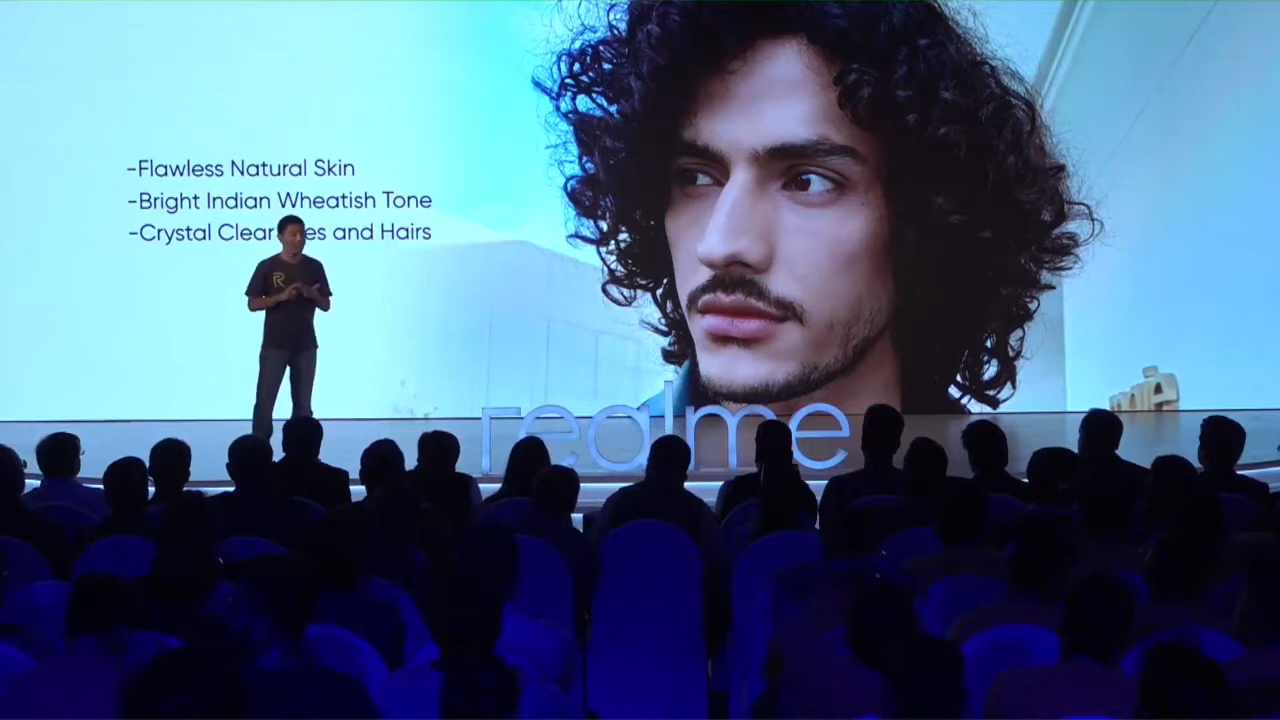 -Flawless Natural Skin
-Bright Indian Wheatish Tone
-Crystal Clear and Hairs
R
realme